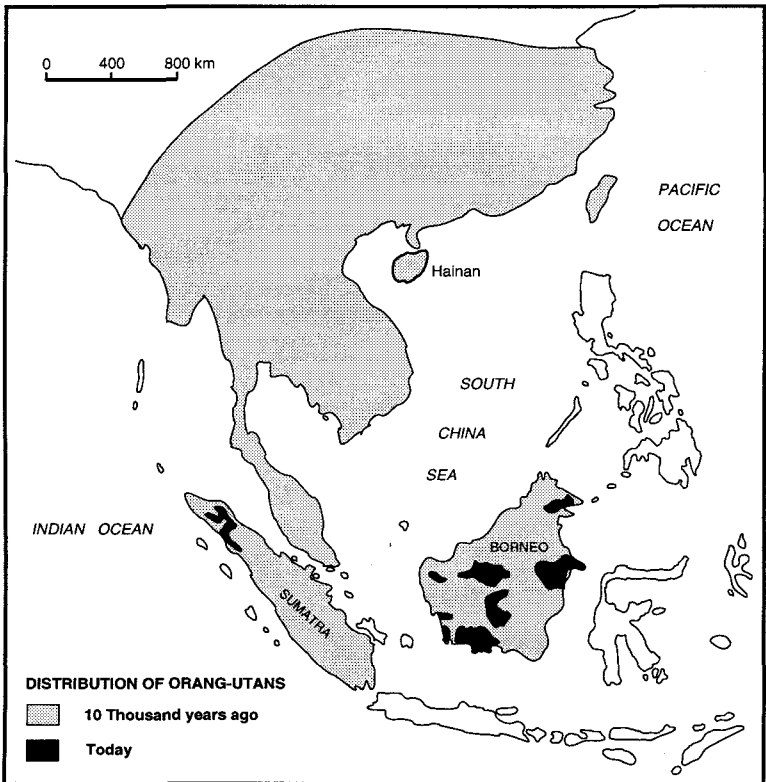 0 400 800 km
PACIFIC
OCEAN
Hainan
SOUTH
CHINA
SEA
INDIAN OCEAN
BORNEO
SUMATRA
DISTRIBUTION OF ORANG-UTANS
10 Thousand years ago
Today